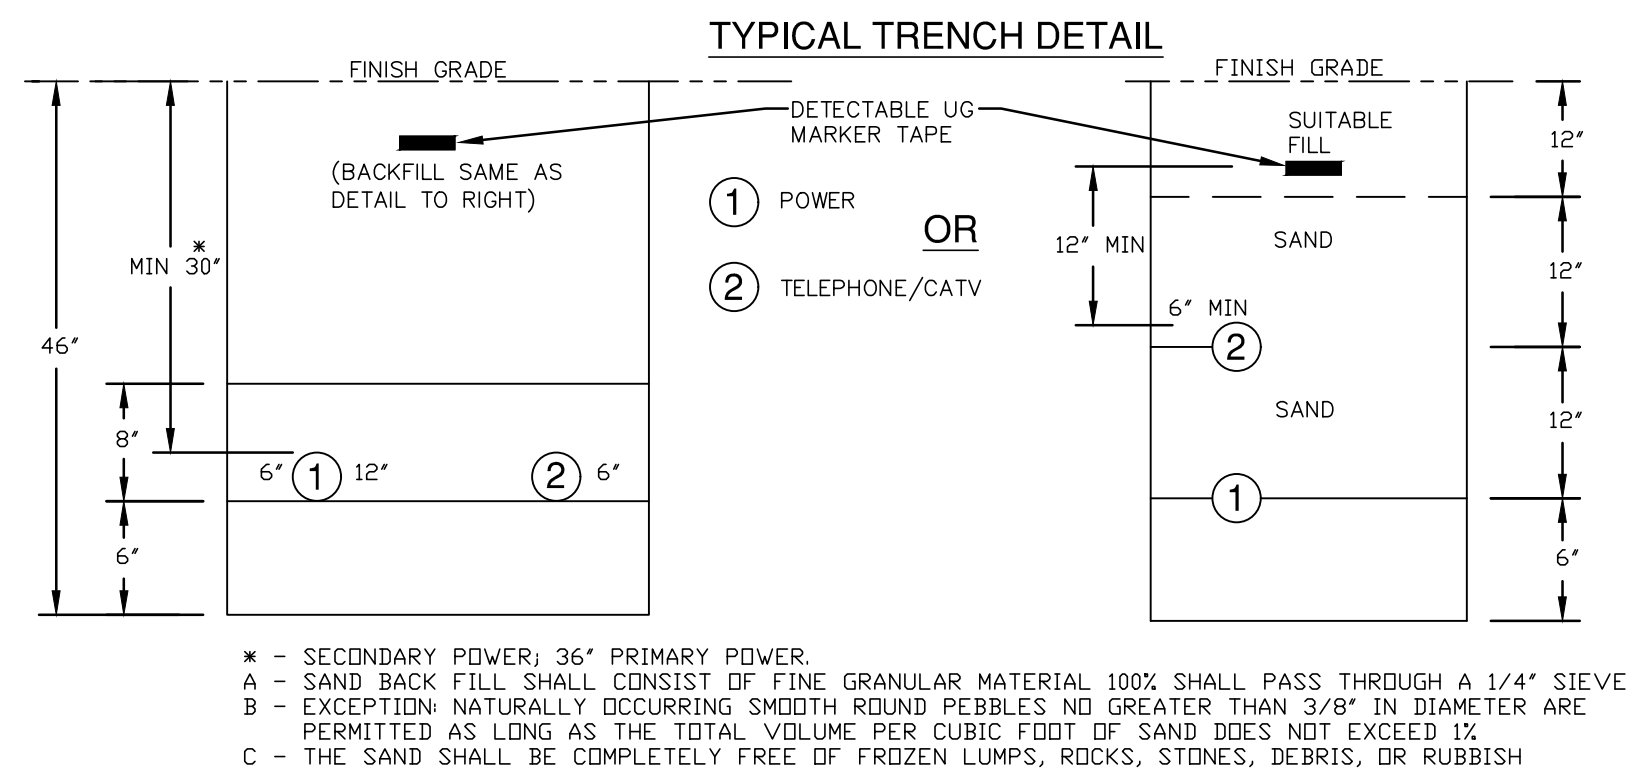 TYPICAL TRENCH DETAIL
FINISH GRADE
FINISH GRADE
DETECTABLE UG
MARKER TAPE
SUITABLE
FILL
12"
(BACKFILL SAME AS
DETAIL TO RIGHT)
1 POWER
OR
12" MIN
SAND
*
MIN 30"
12"
2 TELEPHONE/CATV
6" MIN
46"
2
8"
SAND
12"
6" 1 12" 2 6"
1
6"
6"
* - SECONDARY POWER; 36" PRIMARY POWER.
A - SAND BACK FILL SHALL CONSIST OF FINE GRANULAR MATERIAL 100% SHALL PASS THROUGH A 1/4" SIEVE
B - EXCEPTION: NATURALLY OCCURRING SMOOTH ROUND PEBBLES NO GREATER THAN 3/8" IN DIAMETER ARE
PERMITTED AS LONG AS THE TOTAL VOLUME PER CUBIC FOOT OF SAND DOES NOT EXCEED 1%
C - THE SAND SHALL BE COMPLETELY FREE OF FROZEN LUMPS, ROCKS, STONES, DEBRIS, OR RUBBISH